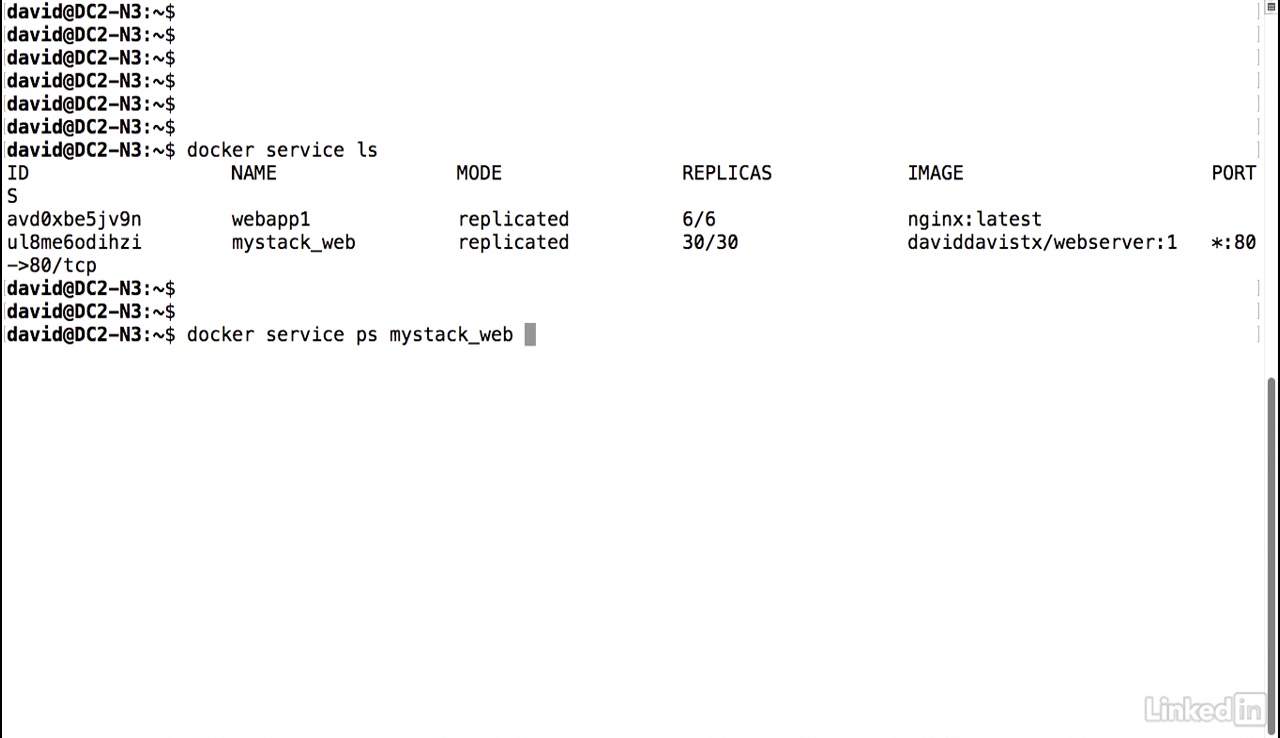 david@DC2-N3:~$
david@DC2-N3:~$
david@DC2-N3:~$
david@DC2-N3:~$
david@DC2-N3:~$
david@DC2-N3:~$
david@DC2-N3:~$ docker service ls
ID NAME MODE REPLICAS IMAGE PORT
S
avd0xbe5jv9n webapp1 replicated 6/6 nginx:latest
ul8me6odihzi mystack_web replicated 30/30 daviddavistx/webserver:1 *:80
->80/tcp
david@DC2-N3:~$
david@DC2-N3:~$
david@DC2-N3:~$ docker service ps mystack_web
Linked in